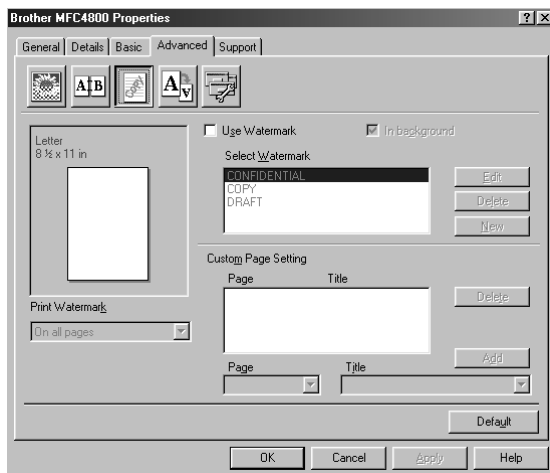 Brother MFC4800 Properties
General Details Basic Advanced Support
A B
copy
A A
Letter
8 ½ x 11 in
Use Watermark
In background
Select Watermark
CONFIDENTIAL
COPY
DRAFT
Edit
Delete
New
Custom Page Setting
Page Title
Delete
Print Watermark
On all pages
Add
Page Title
Default
OK Cancel Apply Help